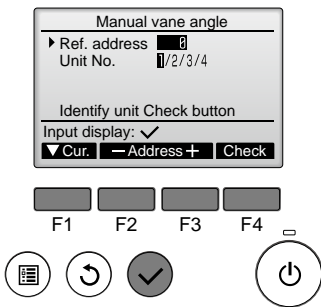 Manual vane angle
Ref. address 0
Unit No. 1/2/3/4
Identify unit Check button
Input display: ✓
▼Cur. －Address＋ Check
F1 F2 F3 F4